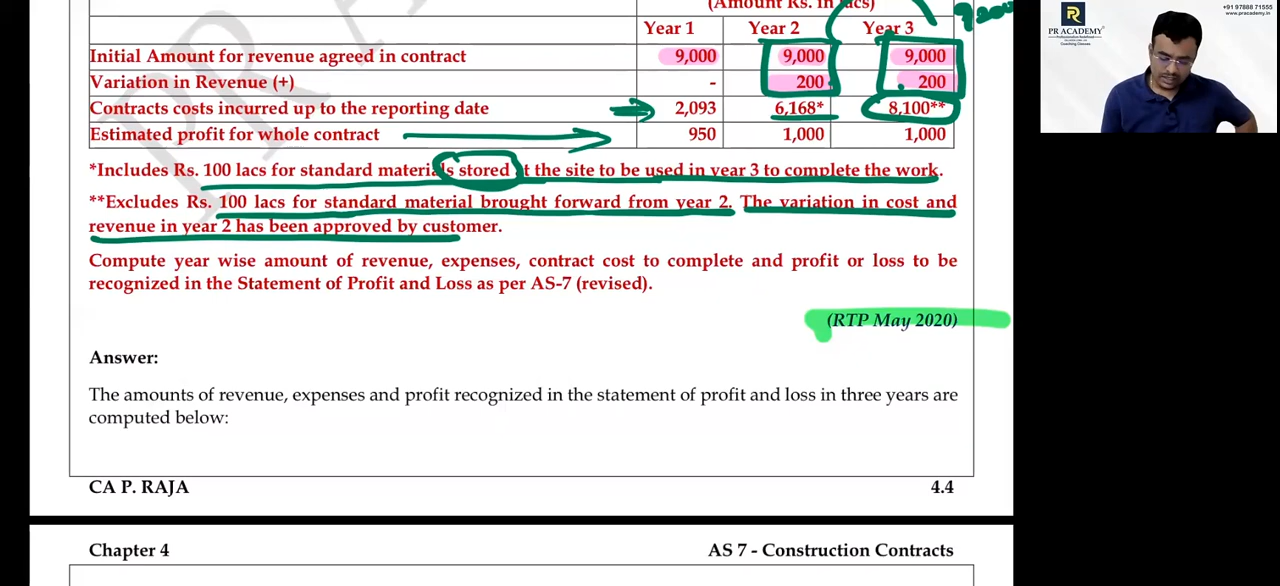 (Amount Rs. in lacs)
Year 1 Year 2 Year 3
9200
Initial Amount for revenue agreed in contract 9,000 9,000 9,000
Variation in Revenue (+) - 200 200
Contracts costs incurred up to the reporting date 2,093 6,168* 8,100**
Estimated profit for whole contract 950 1,000 1,000
*Includes Rs. 100 lacs for standard materials stored at the site to be used in year 3 to complete the work.
**Excludes Rs. 100 lacs for standard material brought forward from year 2. The variation in cost and
revenue in year 2 has been approved by customer.
Compute year wise amount of revenue, expenses, contract cost to complete and profit or loss to be
recognized in the Statement of Profit and Loss as per AS-7 (revised).
(RTP May 2020)
Answer:
The amounts of revenue, expenses and profit recognized in the statement of profit and loss in three years are
computed below:
CA P. RAJA 4.4
Chapter 4 AS 7 - Construction Contracts
PR ACADEMY
+91 97888 71555
www.pracademy.in